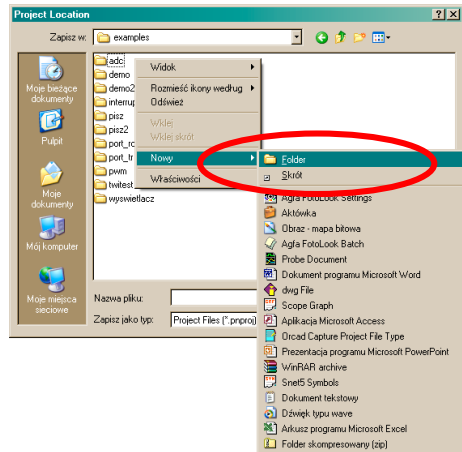 Project Location
Zapisz w:
examples
Moje bieżące
dokumenty
Pulpit
Moje
dokumenty
Mój komputer
Moje miejsca
sieciowe
adc
demo
demo2
pisz
pisz2
pwm
twitest
wyswietlacz
Widok
Rozmieść ikony według
Odśwież
Wklej
Wklej skrót
Nowy
Właściwości
Folder
Skrót
Agfa FotoLook Settings
Aktówka
Obraz - mapa bitowa
Agfa FotoLook Batch
Probe Document
Dokument programu Microsoft Word
dwg File
Scope Graph
Aplikacja Microsoft Access
Orcad Capture Project File Type
Prezentacja programu Microsoft PowerPoint
WinRAR archive
Snet5 Symbols
Dokument tekstowy
Dźwięk typu wave
Arkusz programu Microsoft Excel
Folder skompresowany (zip)
Nazwa pliku:
Zapisz jako typ:
Project Files (*.pnproj)